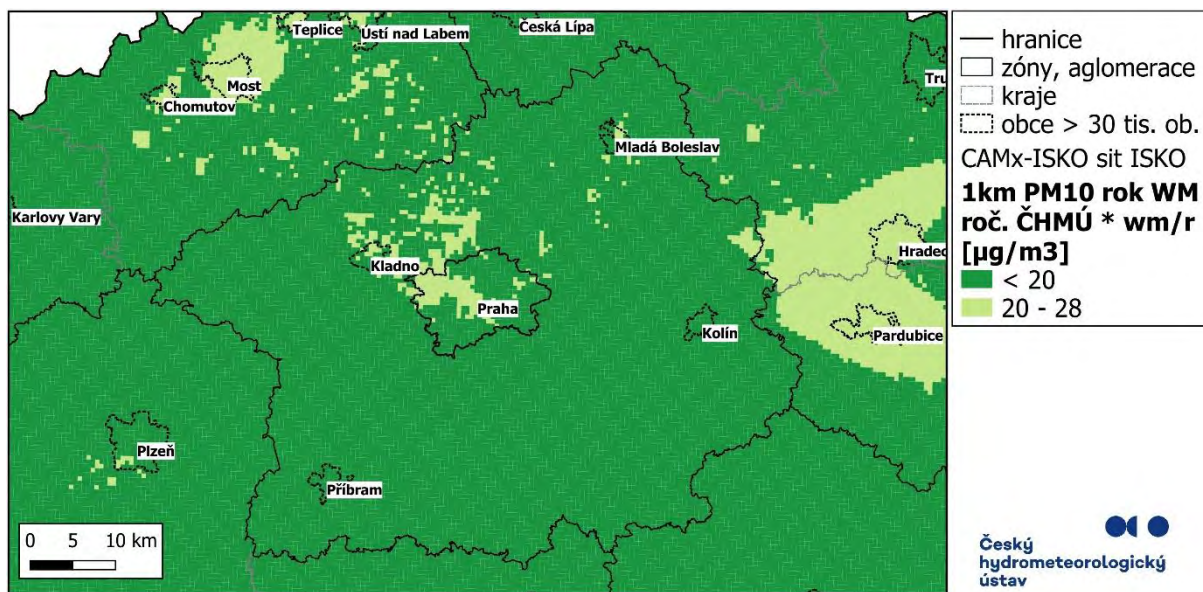 Teplice
Ústí nad Labem
Česká Lípa
Most
Chomutov
Tru
Mladá Boleslav
Karlovy Vary
Hradec
Kladno
Praha
Kolín
Pardubice
Plzeň
Příbram
0 5 10 km
hranice
zóny, aglomerace
kraje
obce > 30 tis. ob.
CAMx-ISKO sit ISKO
1km PM10 rok WM
roč. ČHMÚ * wm/r
[µg/m3]
< 20
20 - 28
Český
hydrometeorologický
ústav